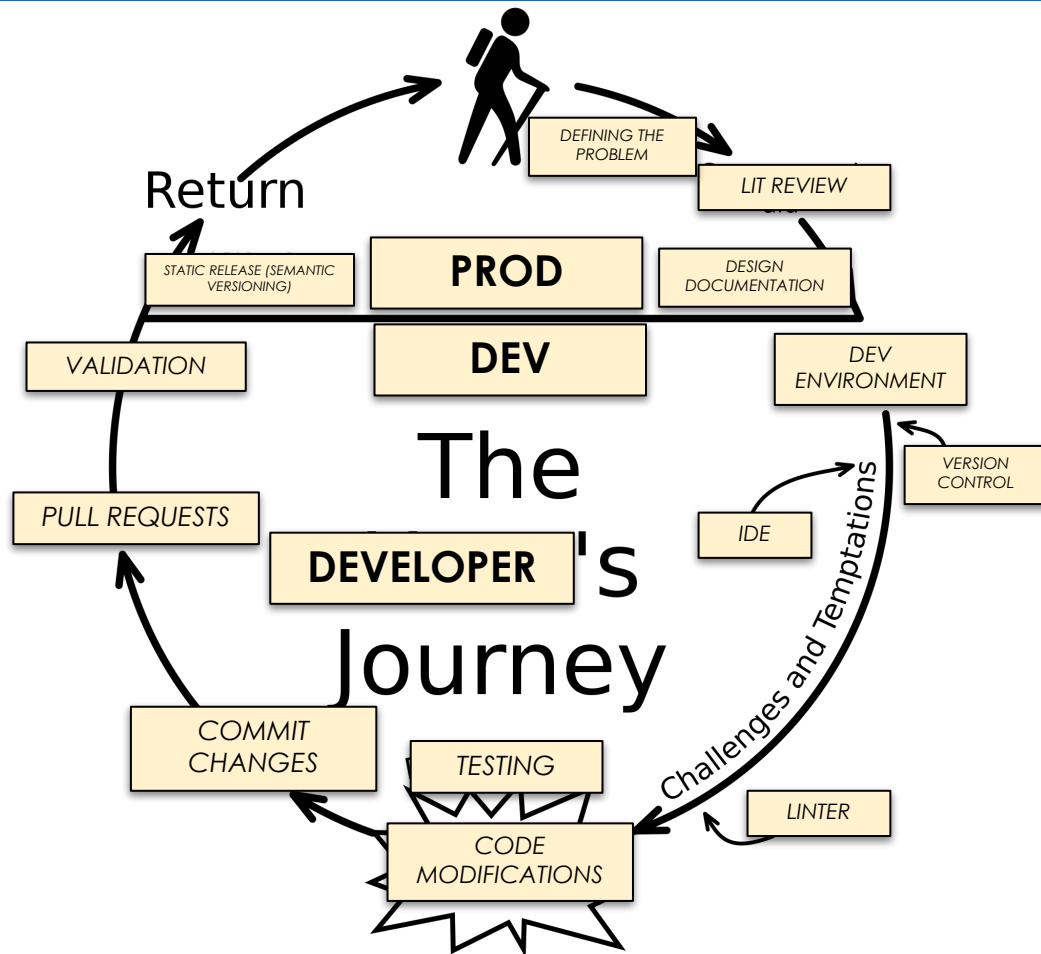 DEFINING THE
PROBLEM
LIT REVIEW
Return
STATIC RELEASE (SEMANTIC
VERSIONING)
PROD
DESIGN
DOCUMENTATION
DEV
VALIDATION
DEV
ENVIRONMENT
The
VERSION
CONTROL
PULL REQUESTS
IDE
DEVELOPER
's
Challenges and Temptations
Journey
COMMIT
CHANGES
TESTING
LINTER
CODE
MODIFICATIONS